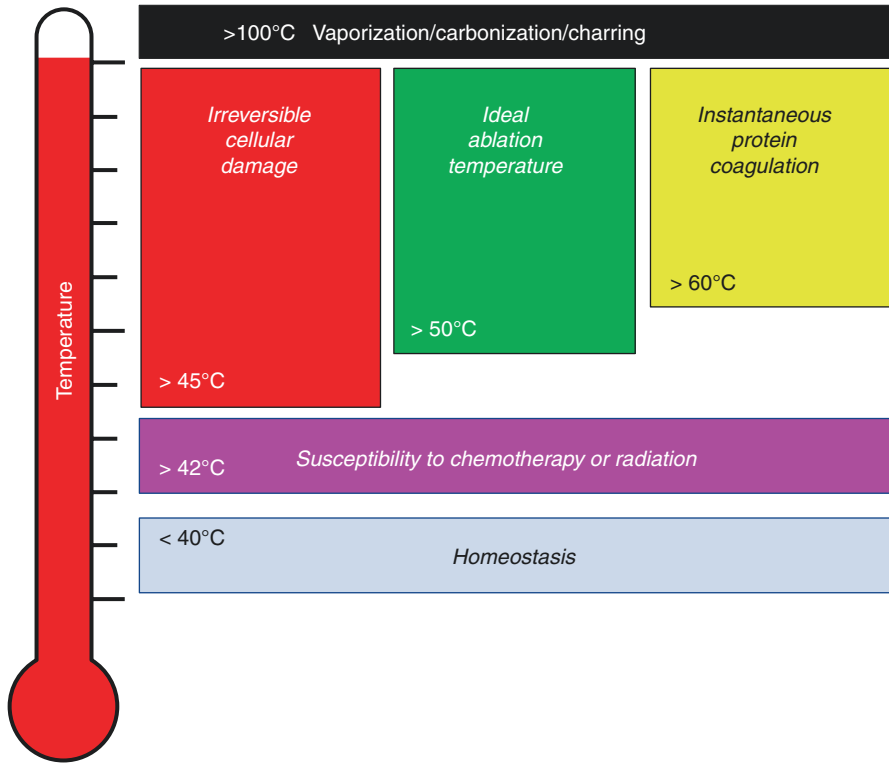 >100°C Vaporization/carbonization/charring
Irreversible
cellular
damage
> 45°C
Ideal
ablation
temperature
> 50°C
Instantaneous
protein
coagulation
> 60°C
Temperature
> 42°C
Susceptibility to chemotherapy or radiation
< 40°C
Homeostasis